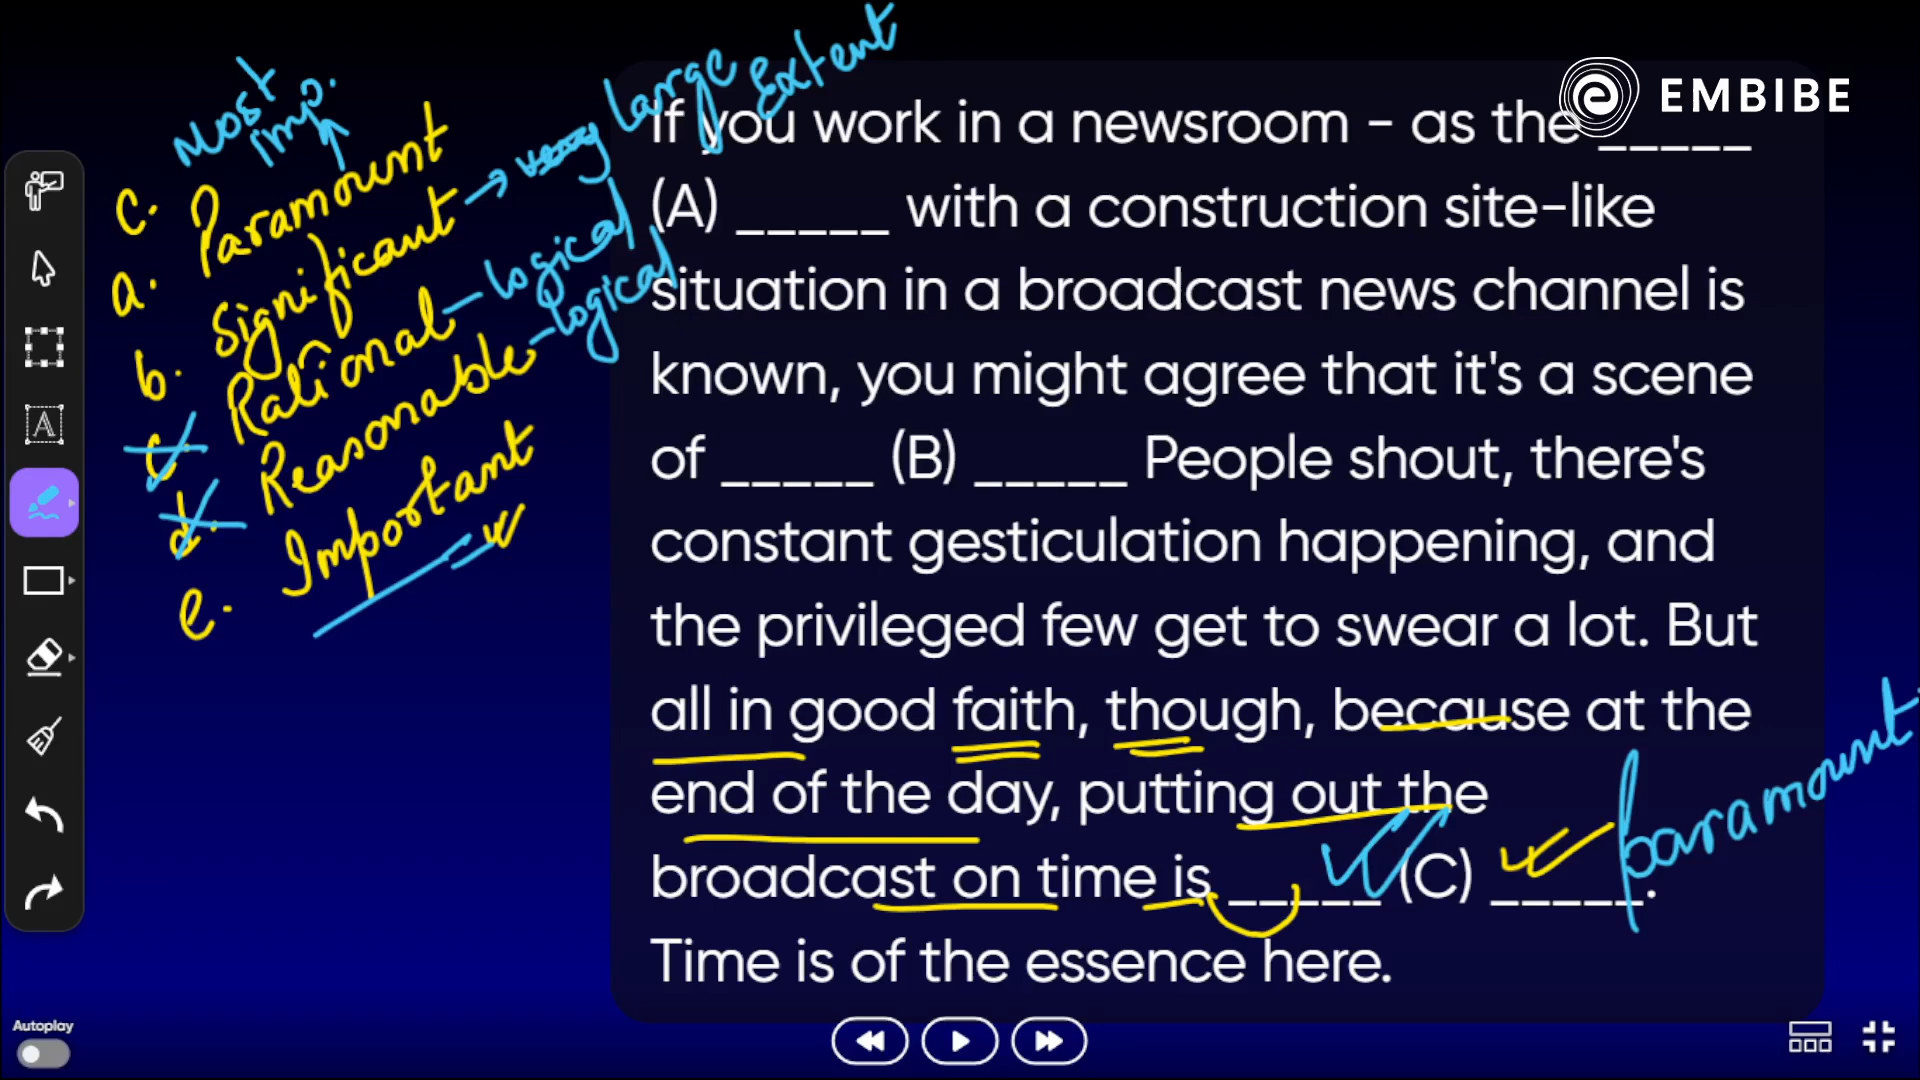 Most
imp.
c. Paramount
a. Significant → very large Extent
b. Rational - logical
c. Reasonable - logical
d.
e. Important
EMBIBE
If you work in a newsroom - as the _____
(A) _____ with a construction site-like
situation in a broadcast news channel is
known, you might agree that it's a scene
of _____ (B) _____ People shout, there's
constant gesticulation happening, and
the privileged few get to swear a lot. But
all in good faith, though, because at the
end of the day, putting out the
broadcast on time is _____ (C) _____.
paramount
Time is of the essence here.
Autoplay